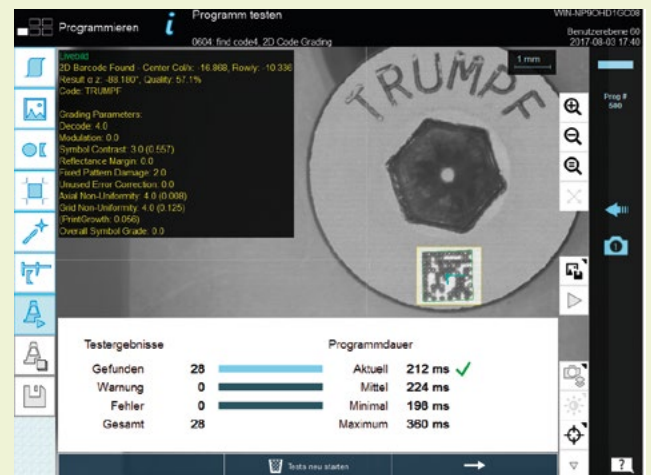 Programmieren
i
Programm testen
WIN-NP9OHD1GC08
0604: find code4, 2D Code Grading
Benutzerebene 00
2017-08-03 17:40
Livebild
2D Barcode Found - Center Col/x: -16.868, Row/y: -10.336
Result α z: -88.180°, Quality: 57.1%
Code: TRUMPF
Grading Parameters:
Decode: 4.0
Modulation: 0.0
Symbol Contrast: 3.0 (0.557)
Reflectance Margin: 0.0
Fixed Pattern Damage: 2.0
Unused Error Correction: 0.0
Axial Non-Uniformity: 4.0 (0.008)
Grid Non-Uniformity: 4.0 (0.125)
(PrintGrowth: 0.056)
Overall Symbol Grade: 0.0
1 mm
TRUMPF
Prog #
500
1
Testergebnisse
Programmdauer
Gefunden 28 Aktuell 212 ms
Warnung 0 Mittel 224 ms
Fehler 0 Minimal 198 ms
Gesamt 28 Maximum 360 ms
Tests neu starten
?